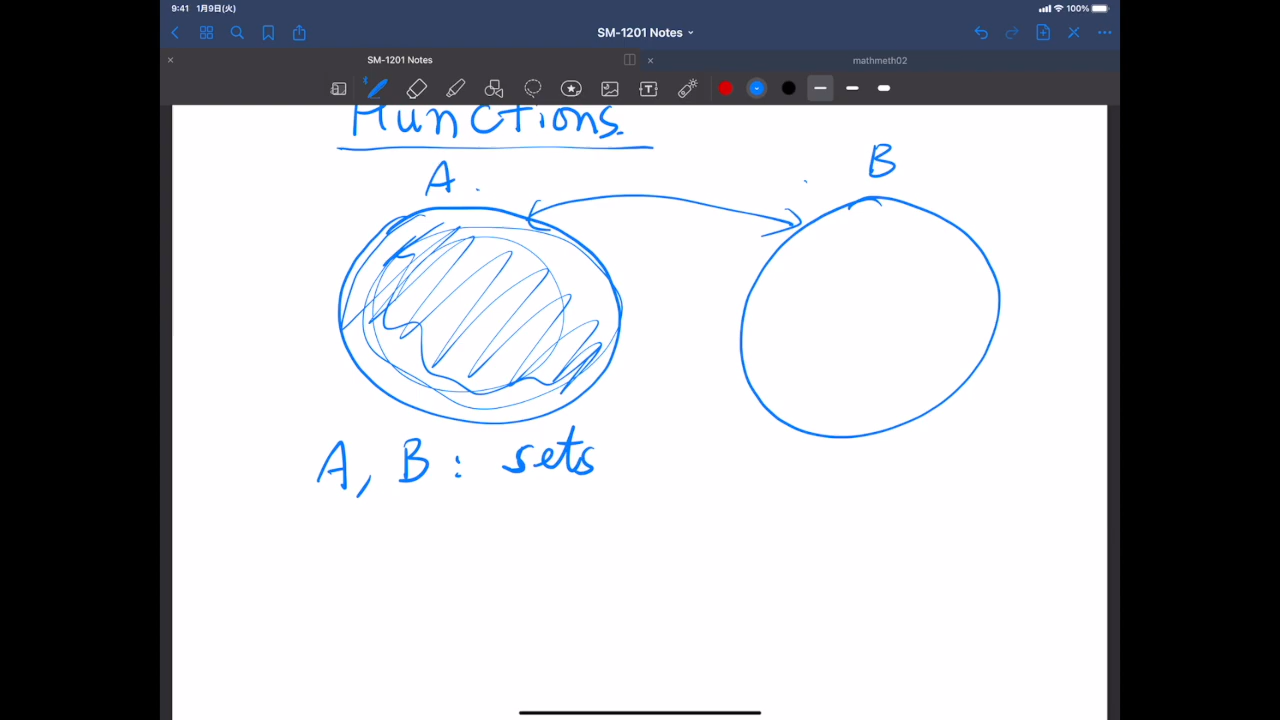 9:41 1月9日(火) 100%
SM-1201 Notes
SM-1201 Notes mathmeth02
Functions.
A B
A, B : sets